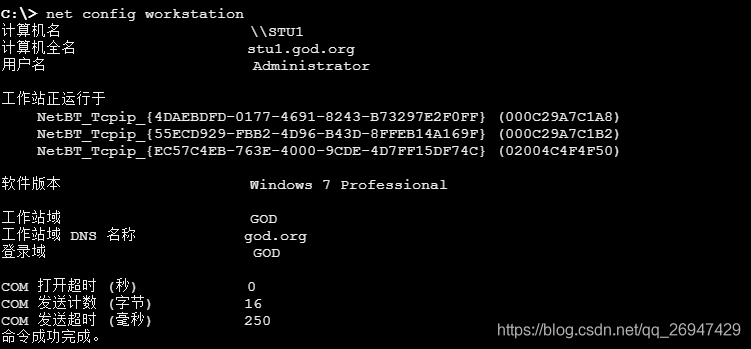 C:\> net config workstation
计算机名 \\STU1
计算机全名 stu1.god.org
用户名 Administrator
工作站正运行于
NetBT_Tcpip_{4DAEBDFD-0177-4691-8243-B73297E2F0FF} (000C29A7C1A8)
NetBT_Tcpip_{55ECD929-FBB2-4D96-B43D-8FFEB14A169F} (000C29A7C1B2)
NetBT_Tcpip_{EC57C4EB-763E-4000-9CDE-4D7FF15DF74C} (02004C4F4F50)
软件版本 Windows 7 Professional
工作站域 GOD
工作站域 DNS 名称 god.org
登录域 GOD
COM 打开超时 (秒) 0
COM 发送计数 (字节) 16
COM 发送超时 (毫秒) 250
命令成功完成。
https://blog.csdn.net/qq_26947429